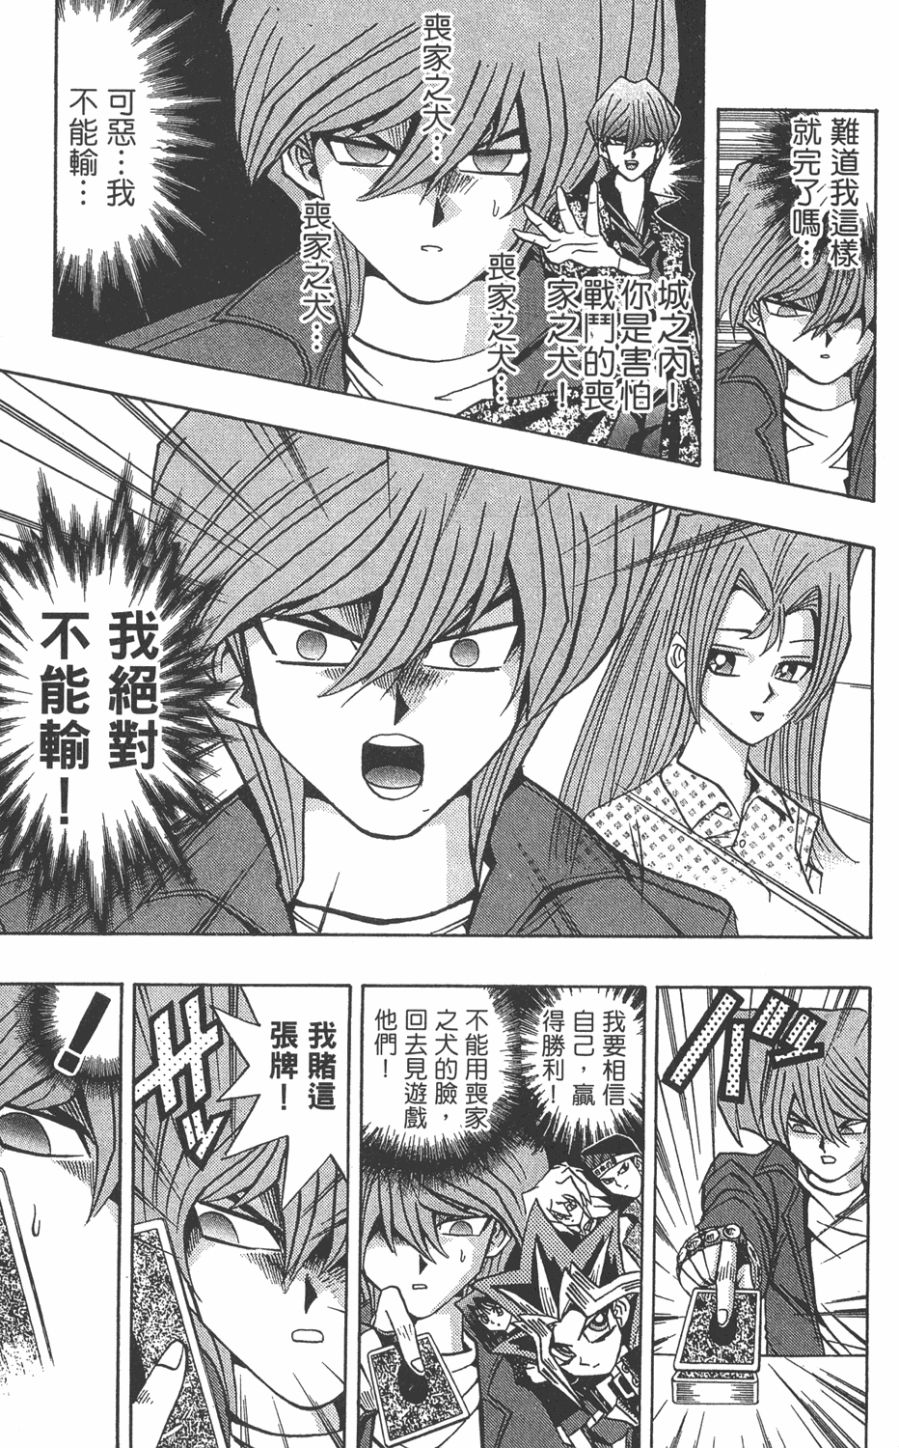 難道我這樣
就完了嗎…
城之內！
你是害怕
戰鬥的喪
家之犬！
喪家之犬…
喪家之犬…
喪家之犬…
可惡…我
不能輸…
我絕對
不能輸！
我要相信
自己，贏
得勝利！
不能用喪家
之犬的臉，
回去見遊戲
他們！
我賭這
張牌！
！